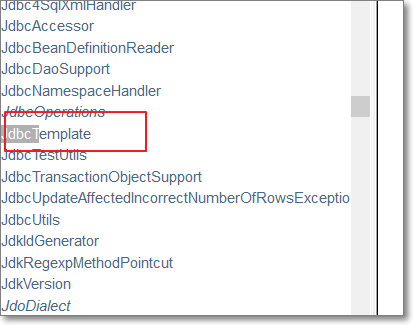 Jdbc4SqlXmlHandler
JdbcAccessor
JdbcBeanDefinitionReader
JdbcDaoSupport
JdbcNamespaceHandler
JdbcOperations
JdbcTemplate
JdbcTestUtils
JdbcTransactionObjectSupport
JdbcUpdateAffectedIncorrectNumberOfRowsExceptio
JdbcUtils
JdkIdGenerator
JdkRegexpMethodPointcut
JdkVersion
JdoDialect